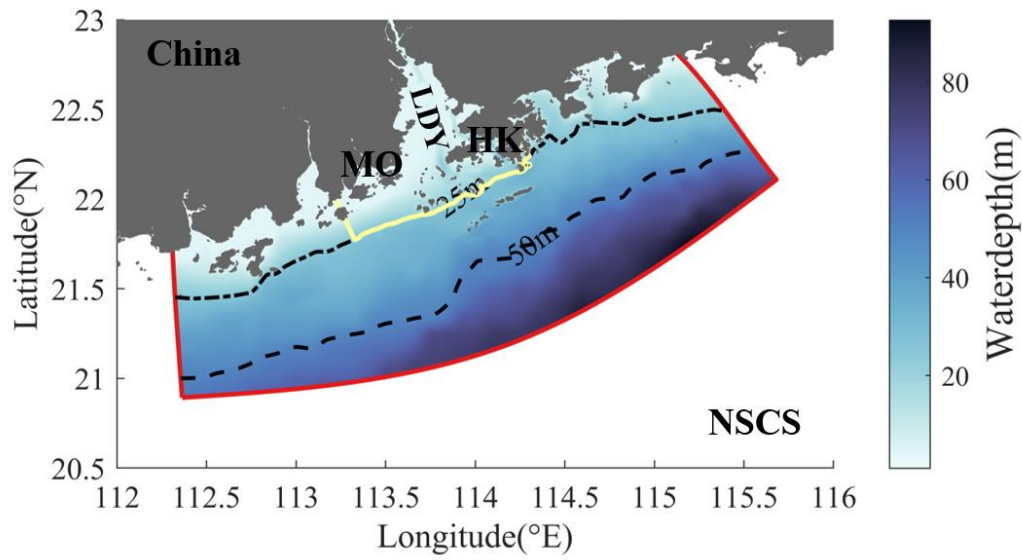 China
LDY
HK
MO
25m
50m
NSCS
23
22.5
22
21.5
21
20.5
Latitude(°N)
112 112.5 113 113.5 114 114.5 115 115.5 116
Longitude(°E)
80
60
40
20
Waterdepth(m)